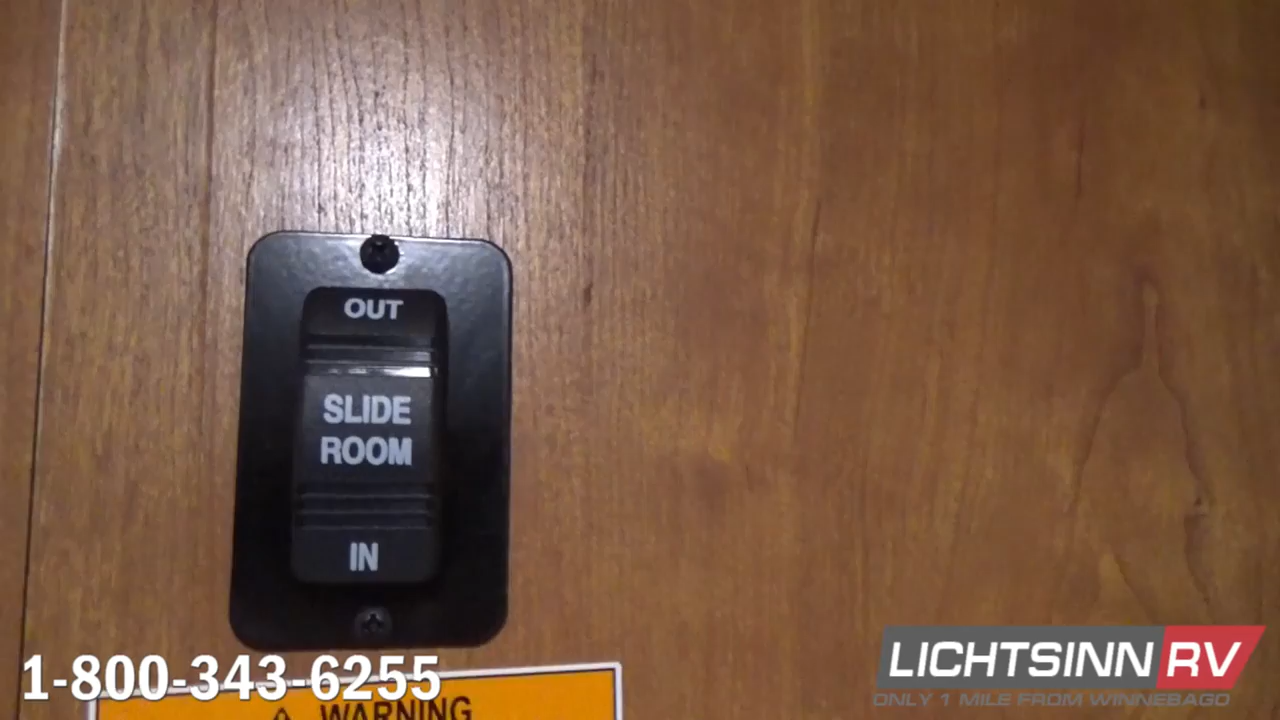 OUT
SLIDE
ROOM
IN
1-800-343-6255
WARNING
LICHTSINN RV
ONLY 1 MILE FROM WINNEBAGO